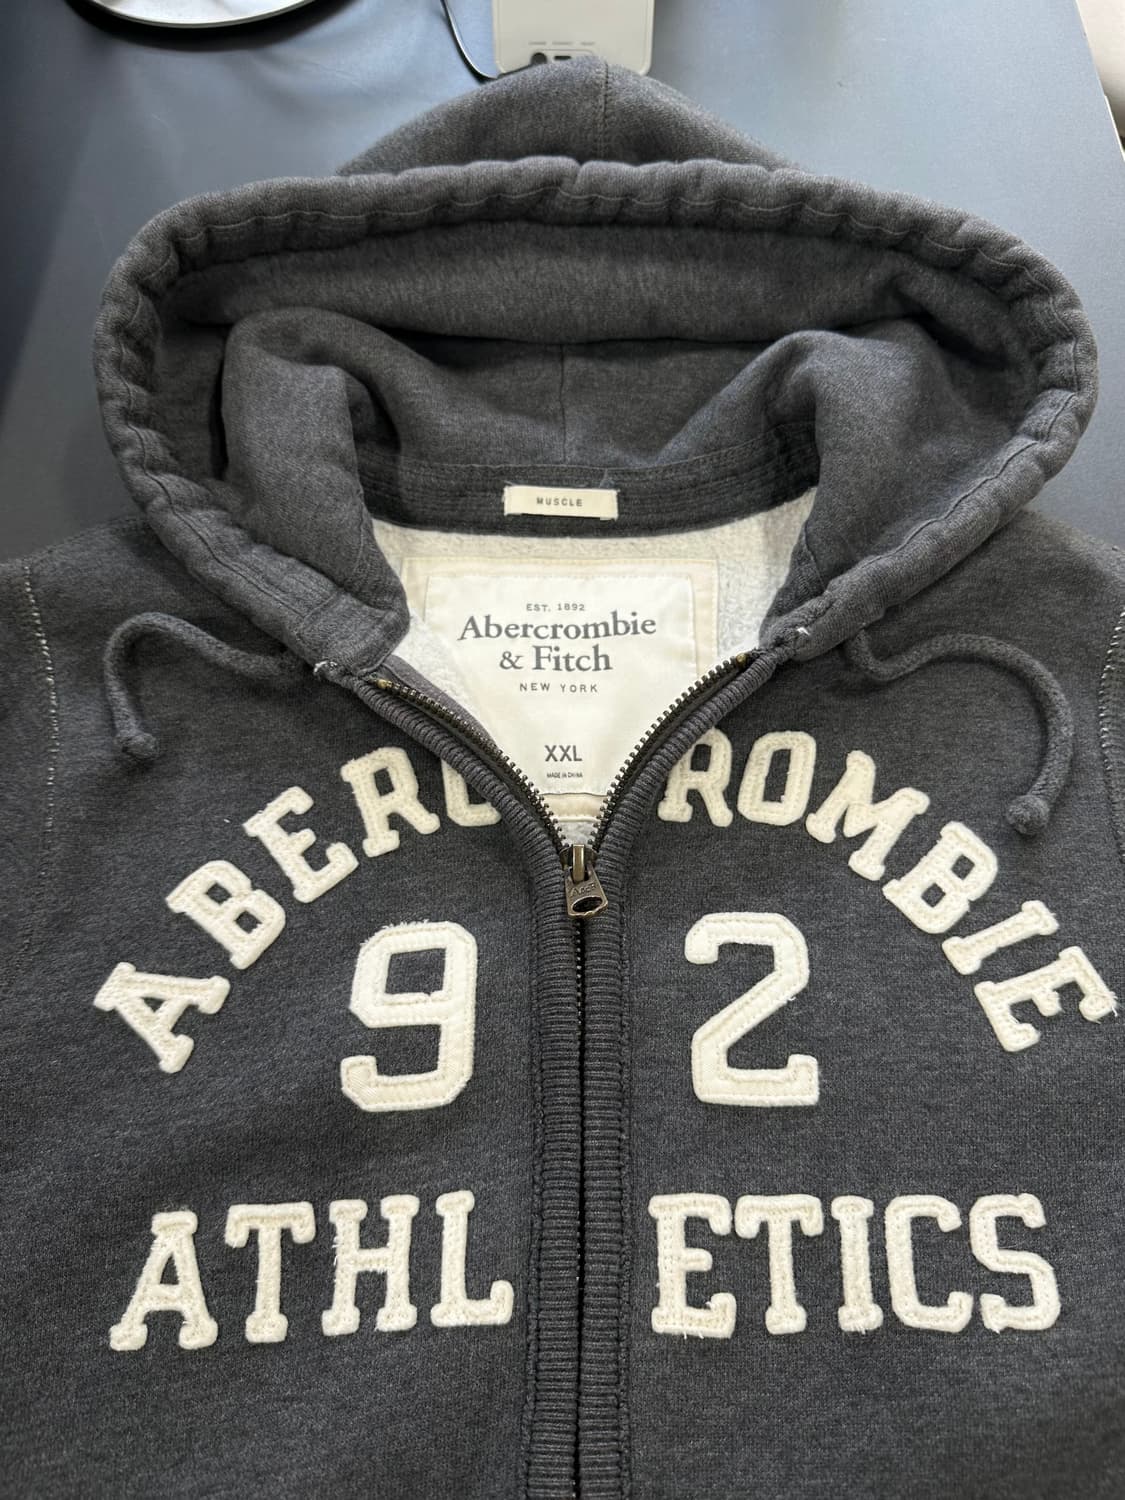 MUSCLE
EST. 1892
Abercrombie
& Fitch
NEW YORK
XXL
MADE IN CHINA
ABERC ROMBIE
9 2
ATHL ETICS